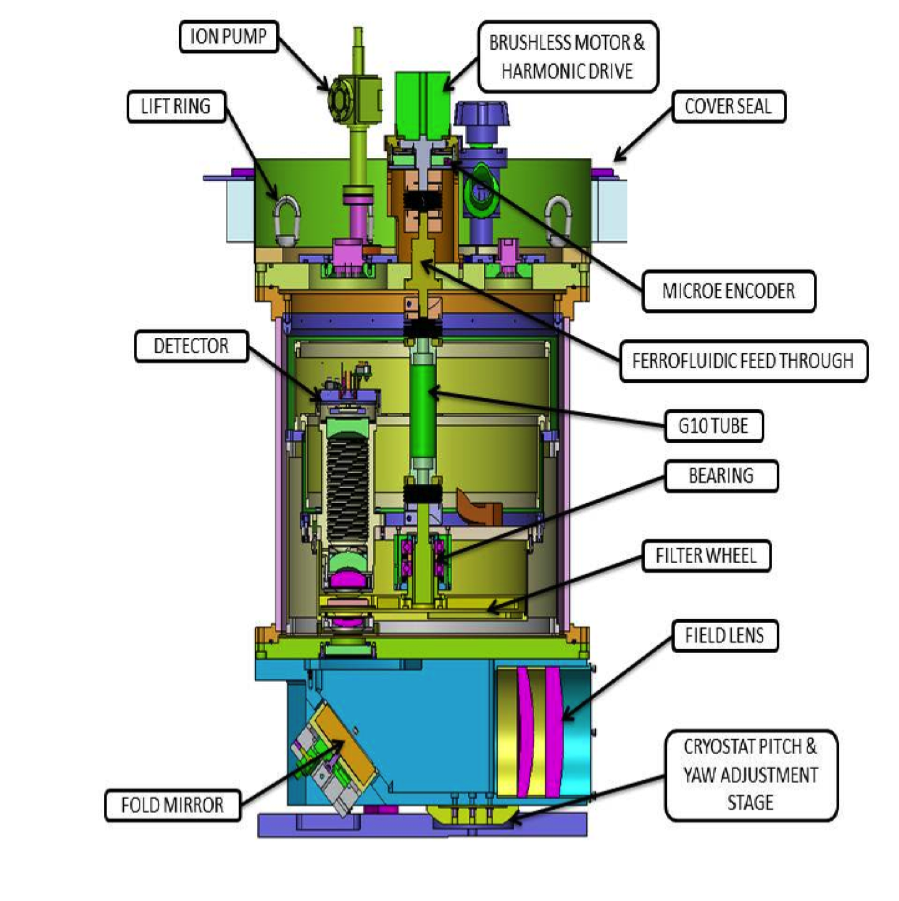 ION PUMP
BRUSHLESS MOTOR &
HARMONIC DRIVE
LIFT RING
COVER SEAL
MICROE ENCODER
DETECTOR
FERROFLUIDIC FEED THROUGH
G10 TUBE
BEARING
FILTER WHEEL
FIELD LENS
CRYOSTAT PITCH &
YAW ADJUSTMENT
STAGE
FOLD MIRROR